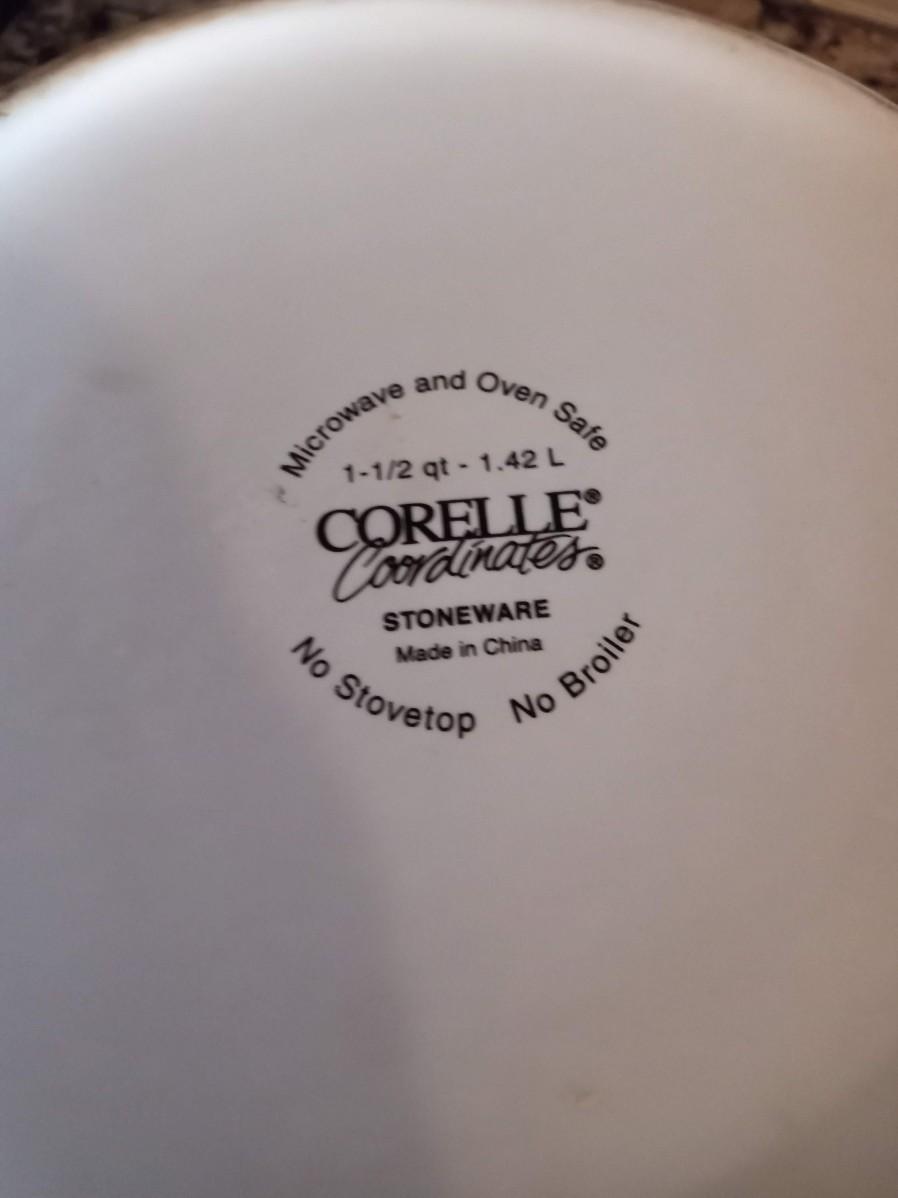 Microwave and Oven Safe
1-1/2 qt - 1.42 L
CORELLE®
Coordinates®
STONEWARE
Made in China
No Stovetop No Broiler